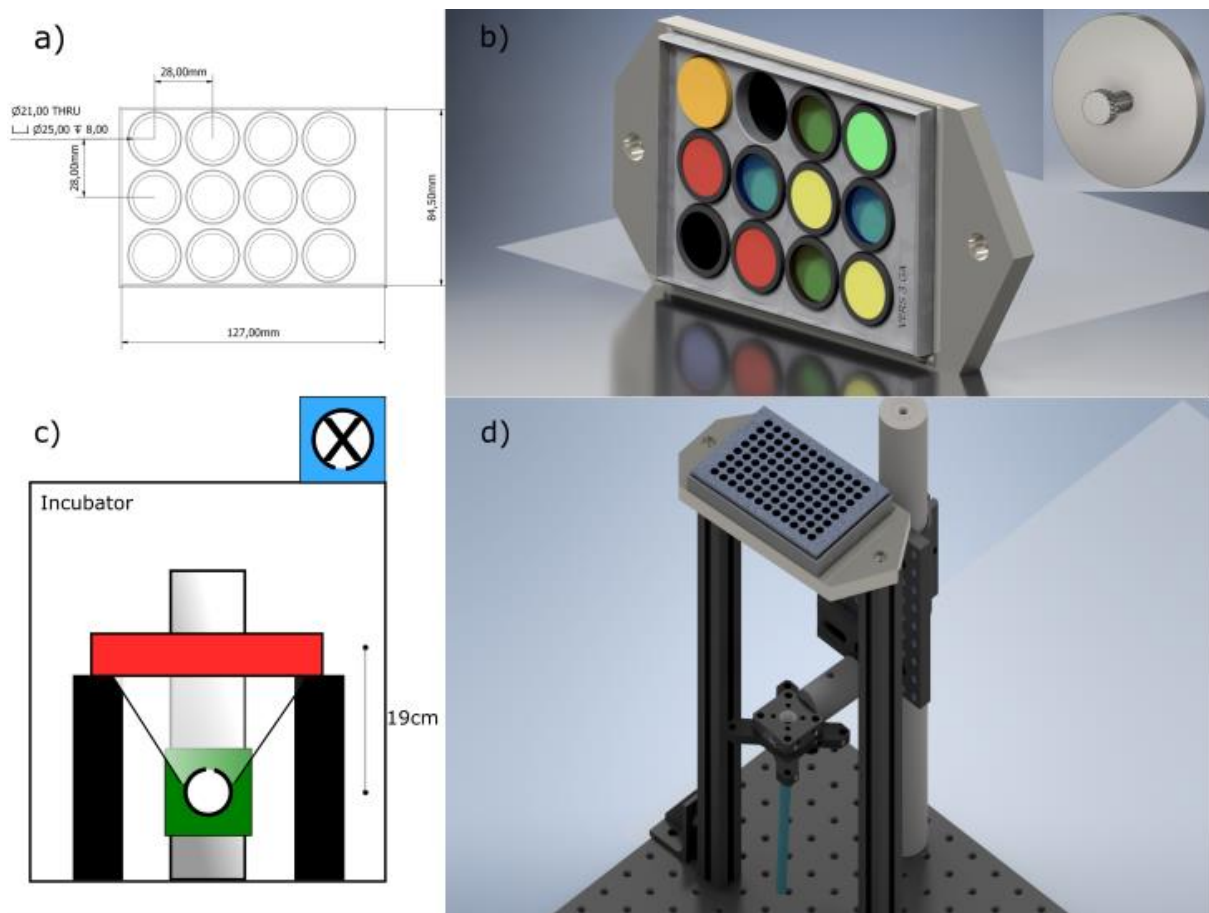 a)
28,00mm
Ø21,00 THRU
⌴ Ø25,00 ↧ 8,00
28,00mm
84,50mm
127,00mm
b)
VERS 3 GA
c)
Incubator
19cm
d)